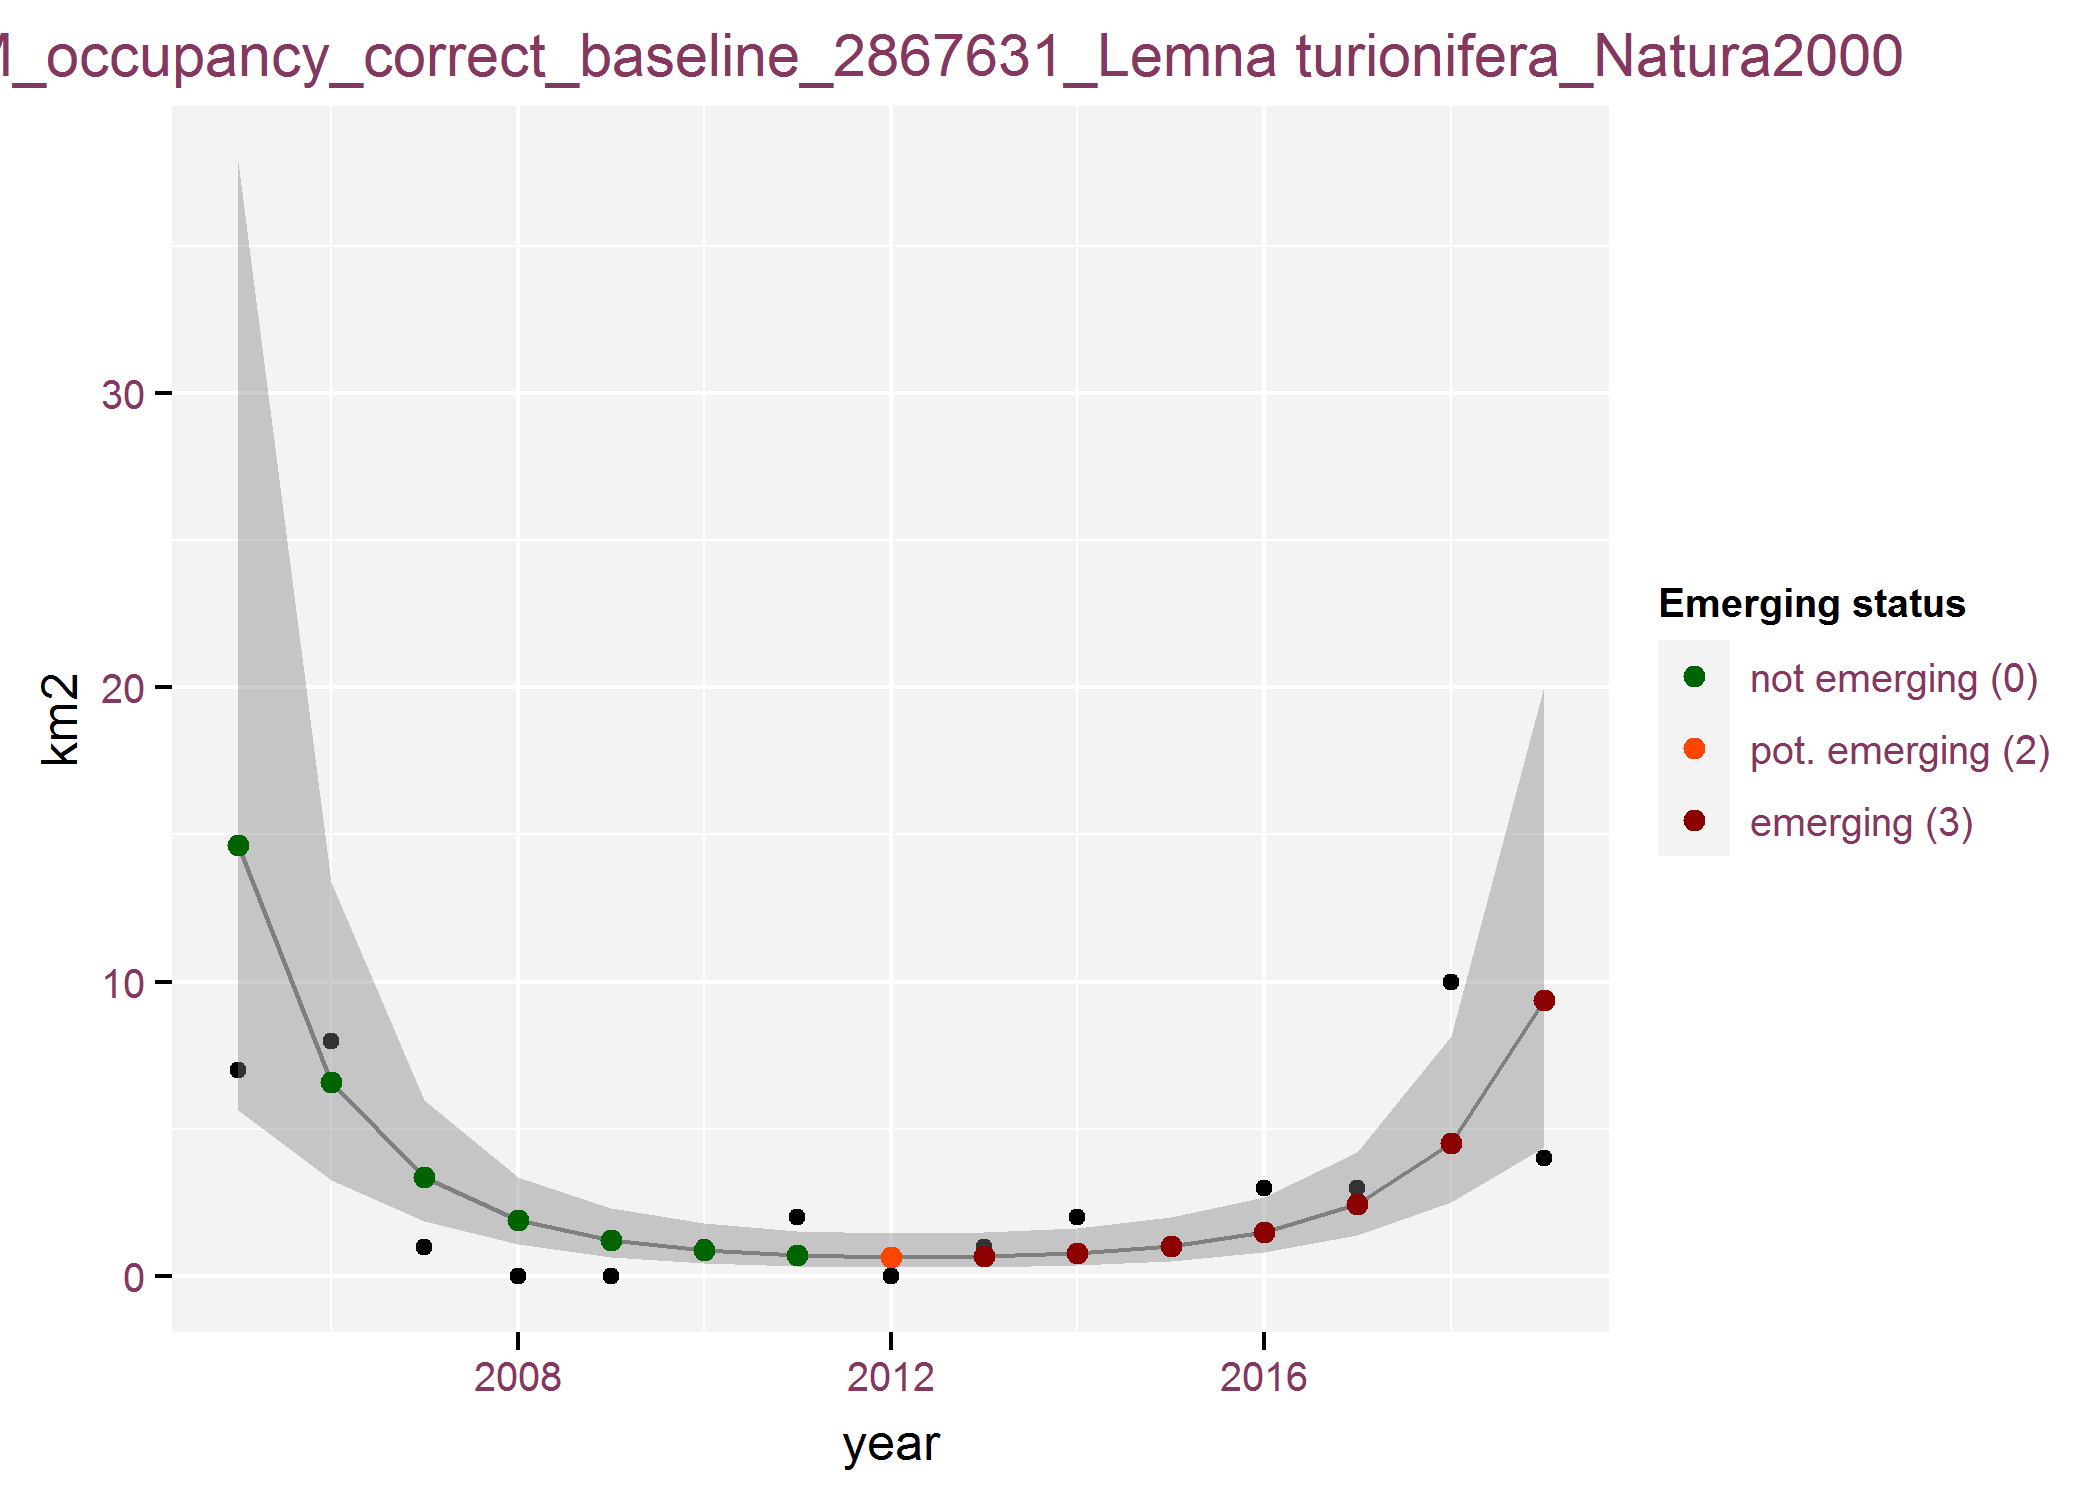 _occupancy_correct_baseline_2867631_Lemna turionifera_Natura2000
30
20
10
0
km2
2008
2012
2016
year
Emerging status
not emerging (0)
pot. emerging (2)
emerging (3)